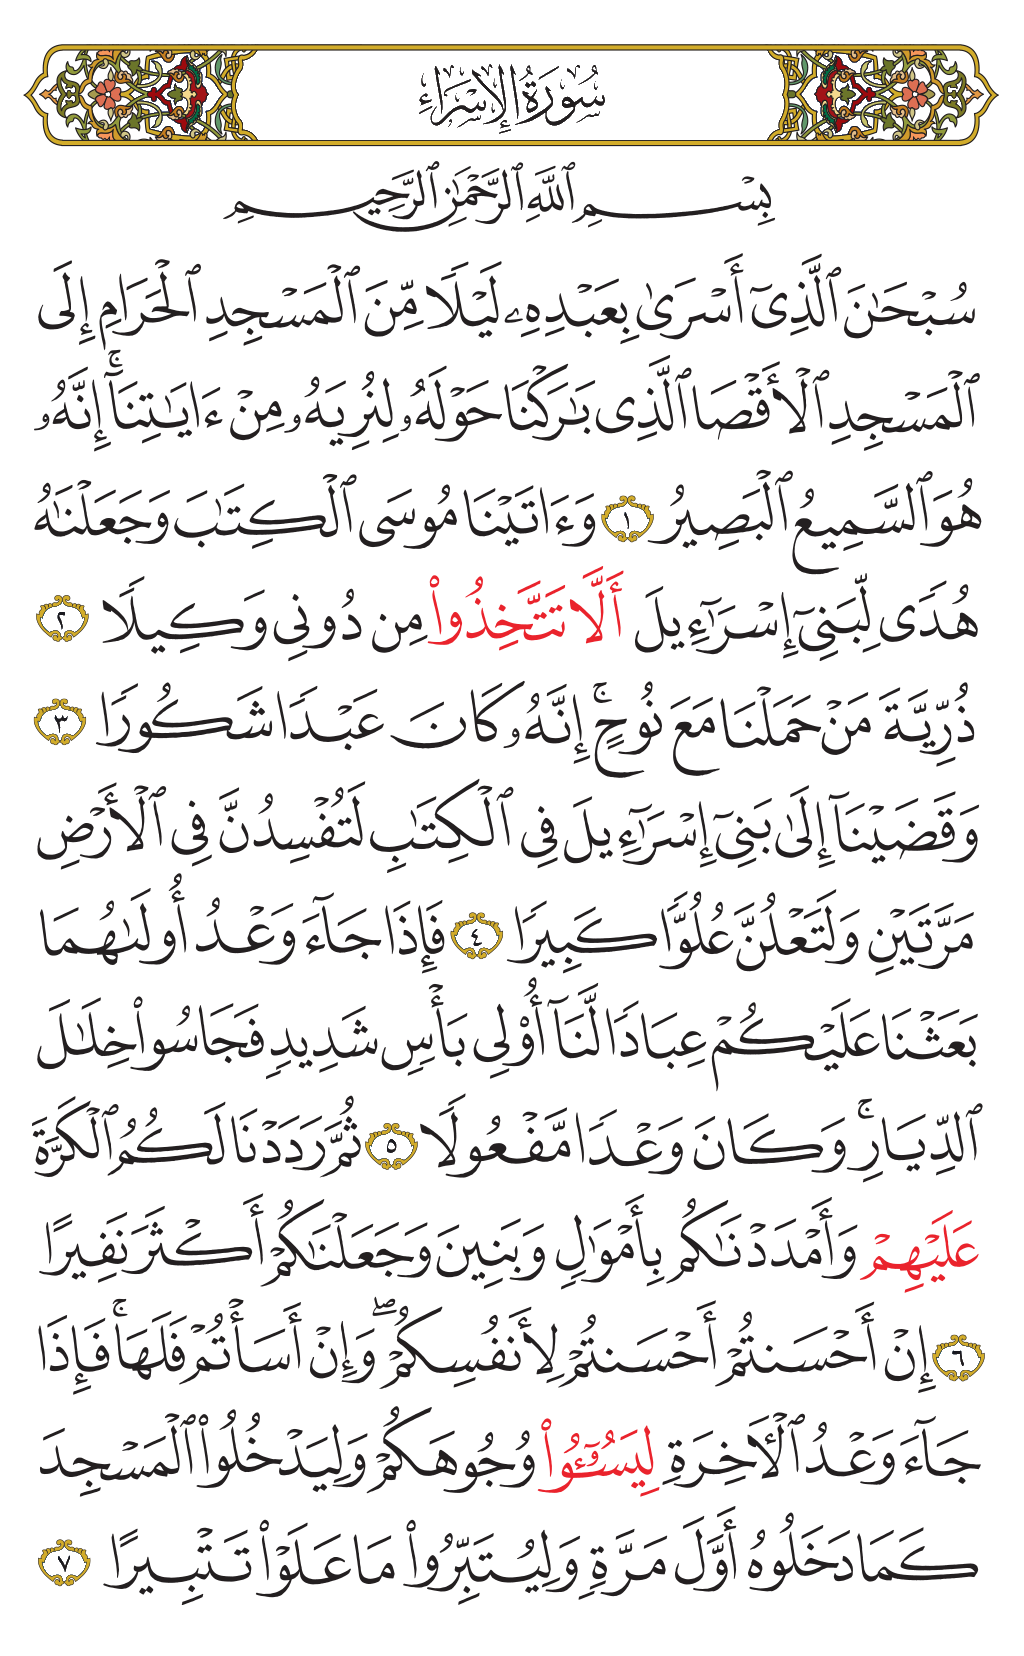 سُورَةُ الإِسْرَاءِ
بِسْمِ ٱللَّهِ ٱلرَّحْمَٰنِ ٱلرَّحِيمِ
سُبْحَٰنَ ٱلَّذِىٓ أَسْرَىٰ بِعَبْدِهِۦ لَيْلًا مِّنَ ٱلْمَسْجِدِ ٱلْحَرَامِ إِلَى
ٱلْمَسْجِدِ ٱلْأَقْصَا ٱلَّذِى بَٰرَكْنَا حَوْلَهُۥ لِنُرِيَهُۥ مِنْ ءَايَٰتِنَآۚ إِنَّهُۥ
هُوَ ٱلسَّمِيعُ ٱلْبَصِيرُ ١ وَءَاتَيْنَا مُوسَى ٱلْكِتَٰبَ وَجَعَلْنَٰهُ
هُدًى لِّبَنِىٓ إِسْرَٰٓءِيلَ أَلَّا تَتَّخِذُوا۟ مِن دُونِى وَكِيلًا ٢
ذُرِّيَّةَ مَنْ حَمَلْنَا مَعَ نُوحٍۚ إِنَّهُۥ كَانَ عَبْدًا شَكُورًا ٣
وَقَضَيْنَآ إِلَىٰ بَنِىٓ إِسْرَٰٓءِيلَ فِى ٱلْكِتَٰبِ لَتُفْسِدُنَّ فِى ٱلْأَرْضِ
مَرَّتَيْنِ وَلَتَعْلُنَّ عُلُوًّا كَبِيرًا ٤ فَإِذَا جَآءَ وَعْدُ أُولَىٰهُمَا
بَعَثْنَا عَلَيْكُمْ عِبَادًا لَّنَآ أُو۟لِى بَأْسٍ شَدِيدٍ فَجَاسُوا۟ خِلَٰلَ
ٱلدِّيَارِۚ وَكَانَ وَعْدًا مَّفْعُولًا ٥ ثُمَّ رَدَدْنَا لَكُمُ ٱلْكَرَّةَ
عَلَيْهِمْ وَأَمْدَدْنَٰكُم بِأَمْوَٰلٍ وَبَنِينَ وَجَعَلْنَٰكُمْ أَكْثَرَ نَفِيرًا
٦ إِنْ أَحْسَنتُمْ أَحْسَنتُمْ لِأَنفُسِكُمْۖ وَإِنْ أَسَأْتُمْ فَلَهَاۚ فَإِذَا
جَآءَ وَعْدُ ٱلْءَاخِرَةِ لِيَسُـۥٓـُٔوا۟ وُجُوهَكُمْ وَلِيَدْخُلُوا۟ ٱلْمَسْجِدَ
كَمَا دَخَلُوهُ أَوَّلَ مَرَّةٍ وَلِيُتَبِّرُوا۟ مَا عَلَوْا۟ تَتْبِيرًا ٧